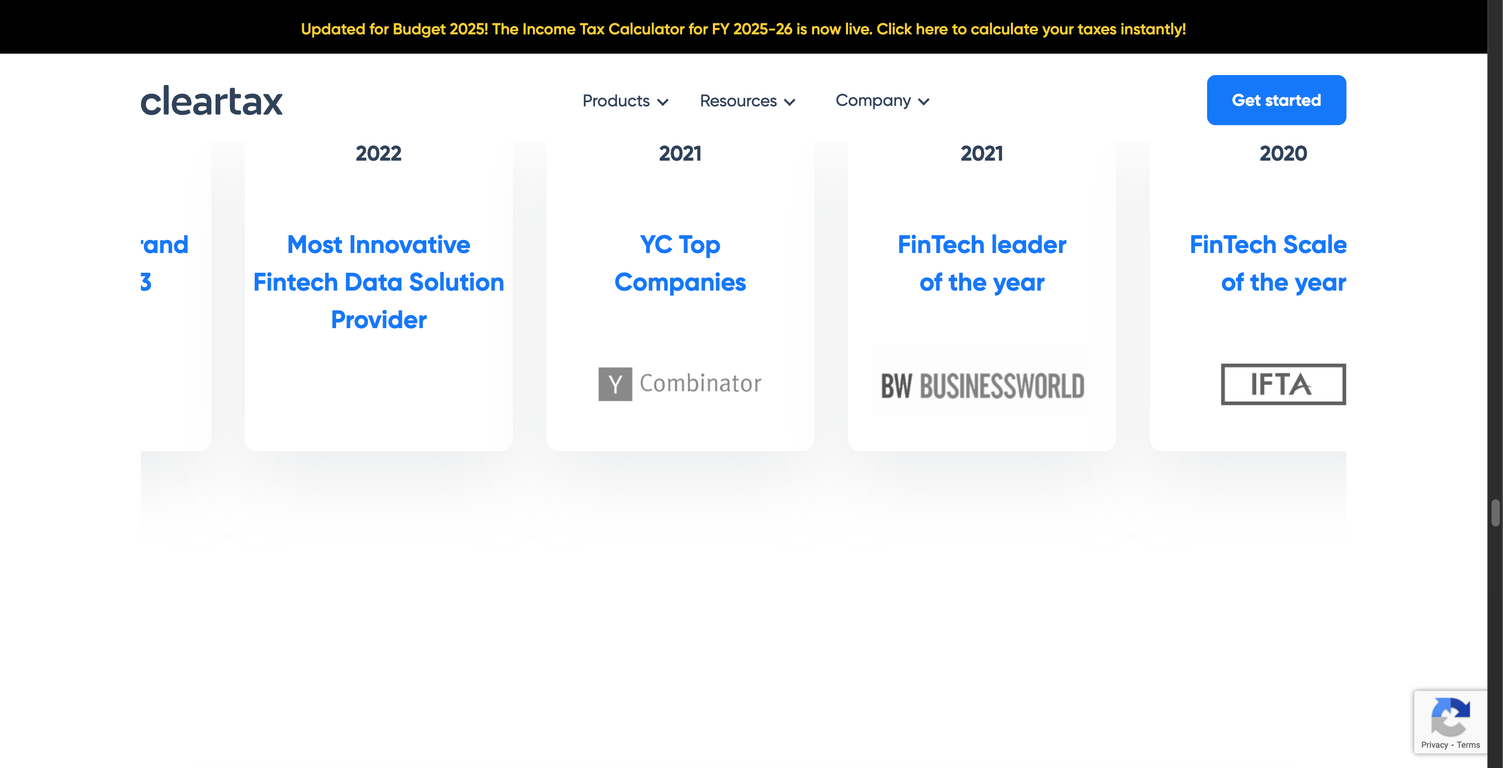 Updated for Budget 2025! The Income Tax Calculator for FY 2025-26 is now live. Click here to calculate your taxes instantly!
cleartax
Products
Resources
Company
Get started
2022
2021
2021
2020
rand
3
Most Innovative
Fintech Data Solution
Provider
YC Top
Companies
Y Combinator
FinTech leader
of the year
BW BUSINESSWORLD
FinTech Scale
of the year
IFTA
Privacy - Terms